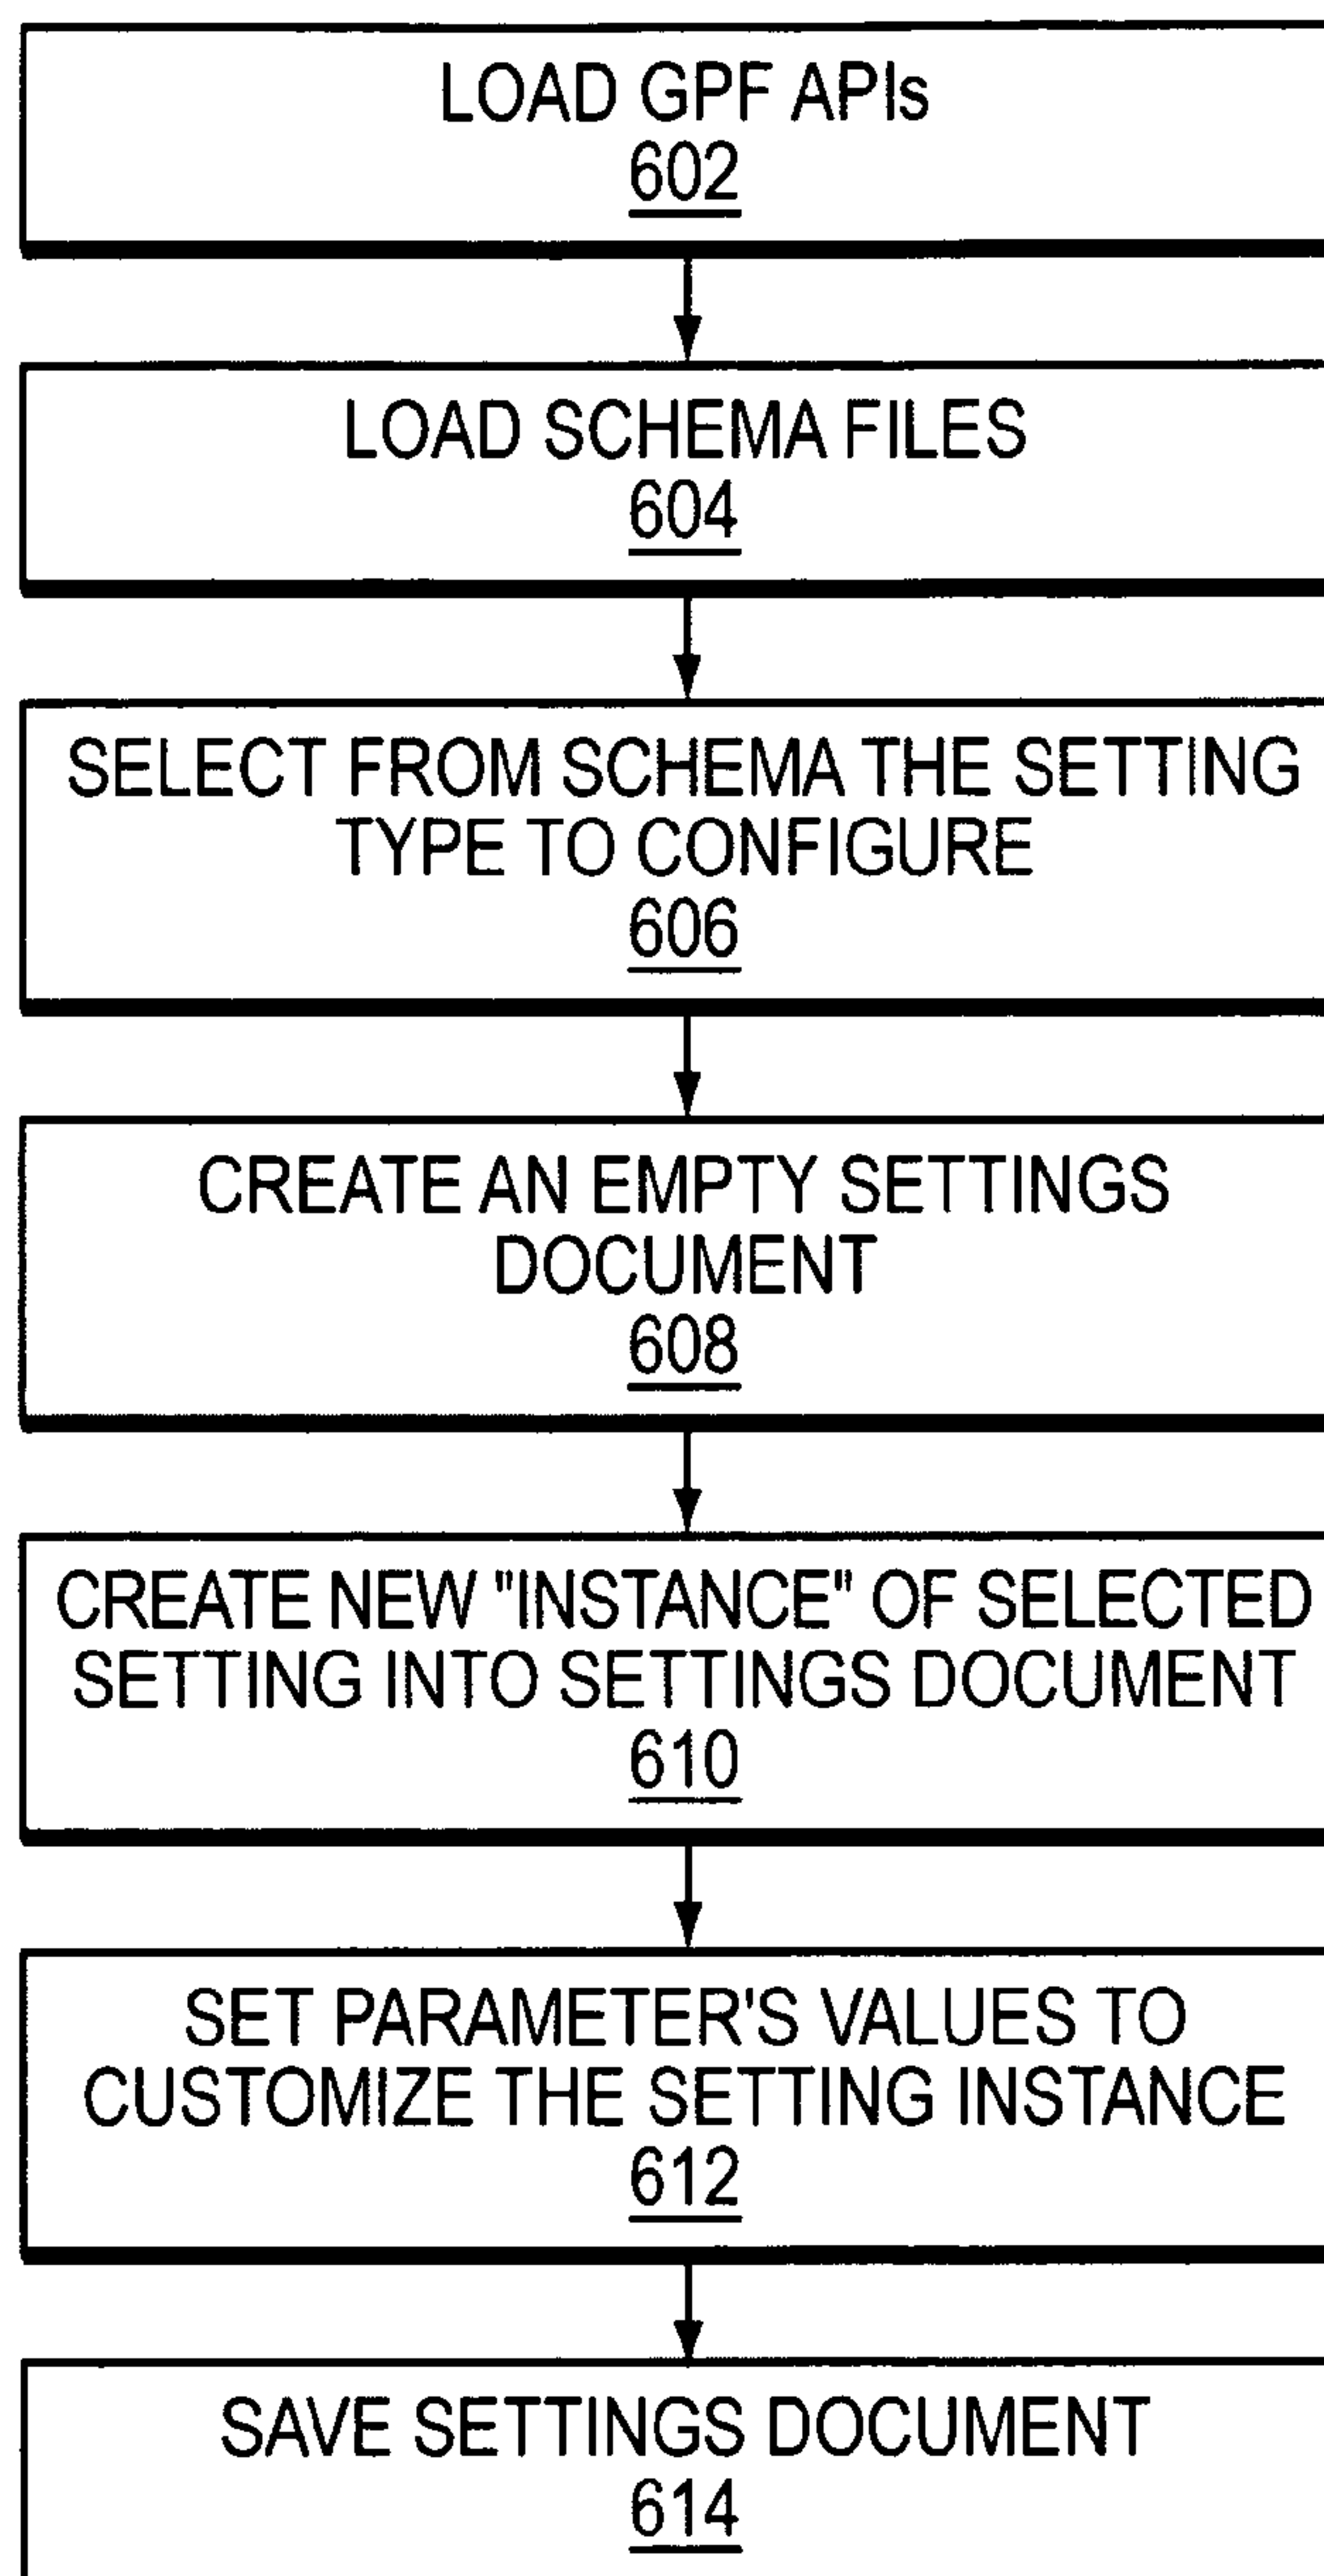 LOAD GPF APIs
602
LOAD SCHEMA FILES
604
SELECT FROM SCHEMA THE SETTING
TYPE TO CONFIGURE
606
CREATE AN EMPTY SETTINGS
DOCUMENT
608
CREATE NEW "INSTANCE" OF SELECTED
SETTING INTO SETTINGS DOCUMENT
610
SET PARAMETER'S VALUES TO
CUSTOMIZE THE SETTING INSTANCE
612
SAVE SETTINGS DOCUMENT
614